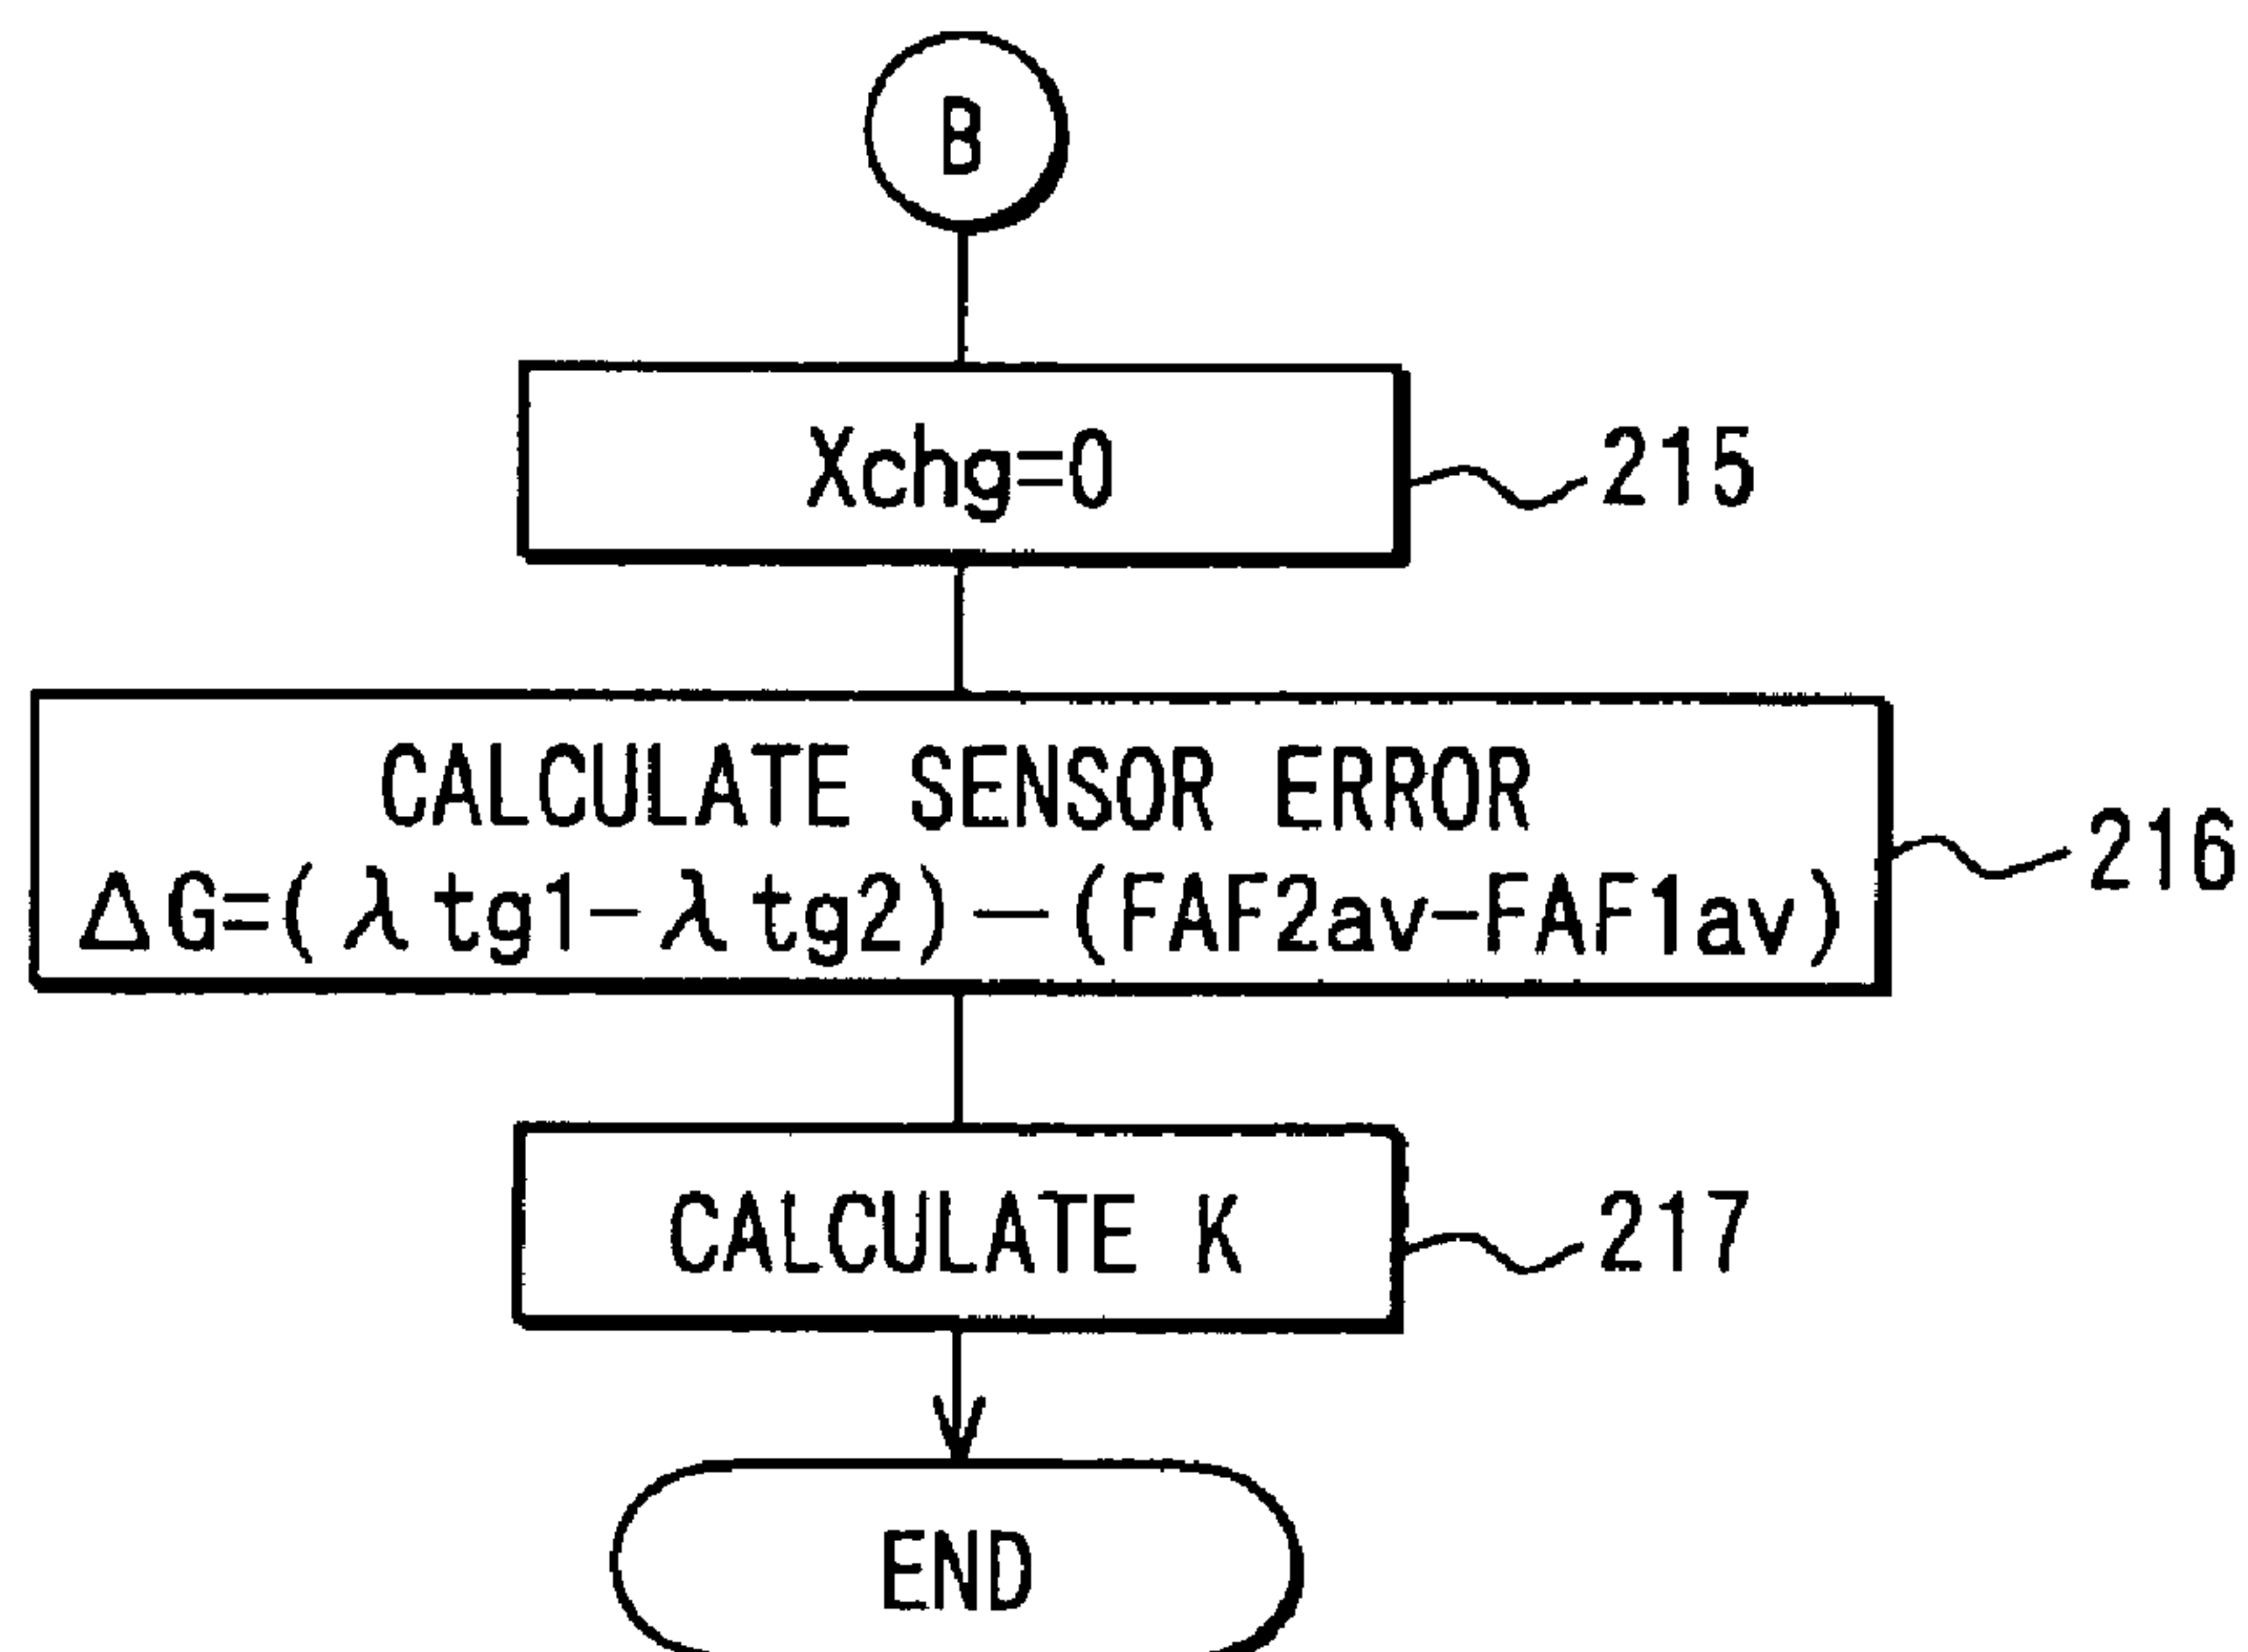 B
Xchg=0
215
CALCULATE SENSOR ERROR
ΔG=(λtg1-λtg2)-(FAF2av-FAF1av)
216
CALCULATE K
217
END